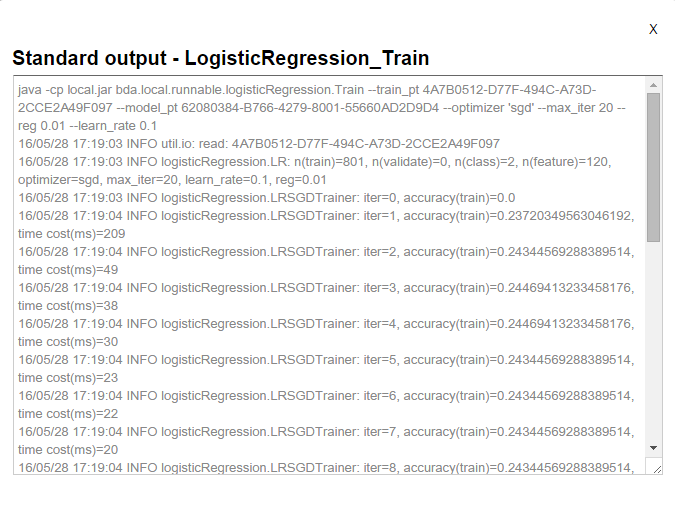 X
Standard output - LogisticRegression_Train
java -cp local.jar bda.local.runnable.logisticRegression.Train --train_pt 4A7B0512-D77F-494C-A73D-
2CCE2A49F097 --model_pt 62080384-B766-4279-8001-55660AD2D9D4 --optimizer 'sgd' --max_iter 20 --
reg 0.01 --learn_rate 0.1
16/05/28 17:19:03 INFO util.io: read: 4A7B0512-D77F-494C-A73D-2CCE2A49F097
16/05/28 17:19:03 INFO logisticRegression.LR: n(train)=801, n(validate)=0, n(class)=2, n(feature)=120,
optimizer=sgd, max_iter=20, learn_rate=0.1, reg=0.01
16/05/28 17:19:03 INFO logisticRegression.LRSGDTrainer: iter=0, accuracy(train)=0.0
16/05/28 17:19:04 INFO logisticRegression.LRSGDTrainer: iter=1, accuracy(train)=0.23720349563046192,
time cost(ms)=209
16/05/28 17:19:04 INFO logisticRegression.LRSGDTrainer: iter=2, accuracy(train)=0.24344569288389514,
time cost(ms)=49
16/05/28 17:19:04 INFO logisticRegression.LRSGDTrainer: iter=3, accuracy(train)=0.24469413233458176,
time cost(ms)=38
16/05/28 17:19:04 INFO logisticRegression.LRSGDTrainer: iter=4, accuracy(train)=0.24469413233458176,
time cost(ms)=30
16/05/28 17:19:04 INFO logisticRegression.LRSGDTrainer: iter=5, accuracy(train)=0.24344569288389514,
time cost(ms)=23
16/05/28 17:19:04 INFO logisticRegression.LRSGDTrainer: iter=6, accuracy(train)=0.24344569288389514,
time cost(ms)=22
16/05/28 17:19:04 INFO logisticRegression.LRSGDTrainer: iter=7, accuracy(train)=0.24344569288389514,
time cost(ms)=20
16/05/28 17:19:04 INFO logisticRegression.LRSGDTrainer: iter=8, accuracy(train)=0.24344569288389514,